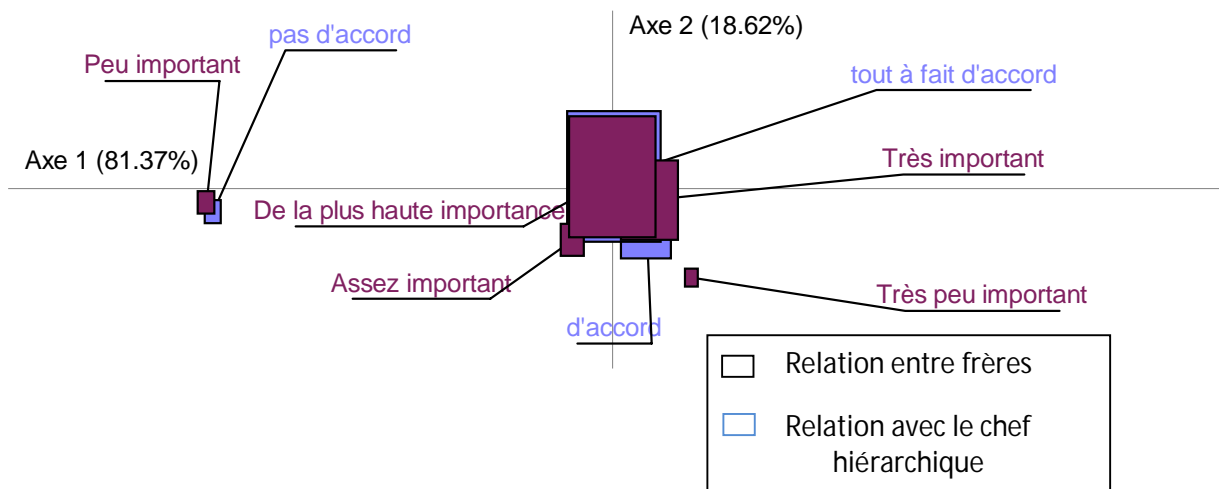 Axe 2 (18.62%)
pas d'accord
Peu important
tout à fait d'accord
Axe 1 (81.37%)
Très important
De la plus haute importance
Assez important
Très peu important
d'accord
Relation entre frères
Relation avec le chef
hiérarchique